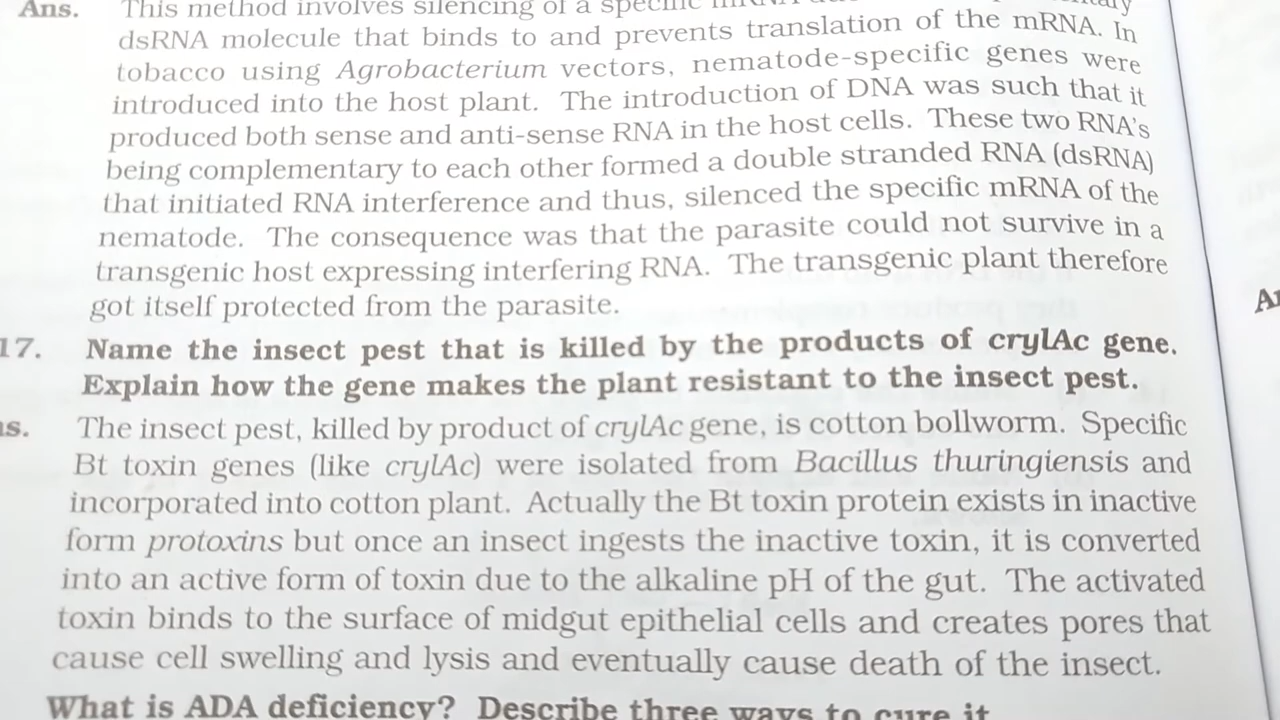 Ans. This method involves silencing of a specific
dsRNA molecule that binds to and prevents translation of the mRNA. In
tobacco using Agrobacterium vectors, nematode-specific genes were
introduced into the host plant. The introduction of DNA was such that it
produced both sense and anti-sense RNA in the host cells. These two RNA's
being complementary to each other formed a double stranded RNA (dsRNA)
that initiated RNA interference and thus, silenced the specific mRNA of the
nematode. The consequence was that the parasite could not survive in a
transgenic host expressing interfering RNA. The transgenic plant therefore
got itself protected from the parasite.
17. Name the insect pest that is killed by the products of crylAc gene.
Explain how the gene makes the plant resistant to the insect pest.
ns. The insect pest, killed by product of crylAc gene, is cotton bollworm. Specific
Bt toxin genes (like crylAc) were isolated from Bacillus thuringiensis and
incorporated into cotton plant. Actually the Bt toxin protein exists in inactive
form protoxins but once an insect ingests the inactive toxin, it is converted
into an active form of toxin due to the alkaline pH of the gut. The activated
toxin binds to the surface of midgut epithelial cells and creates pores that
cause cell swelling and lysis and eventually cause death of the insect.
What is ADA deficiency? Describe three ways to cure it